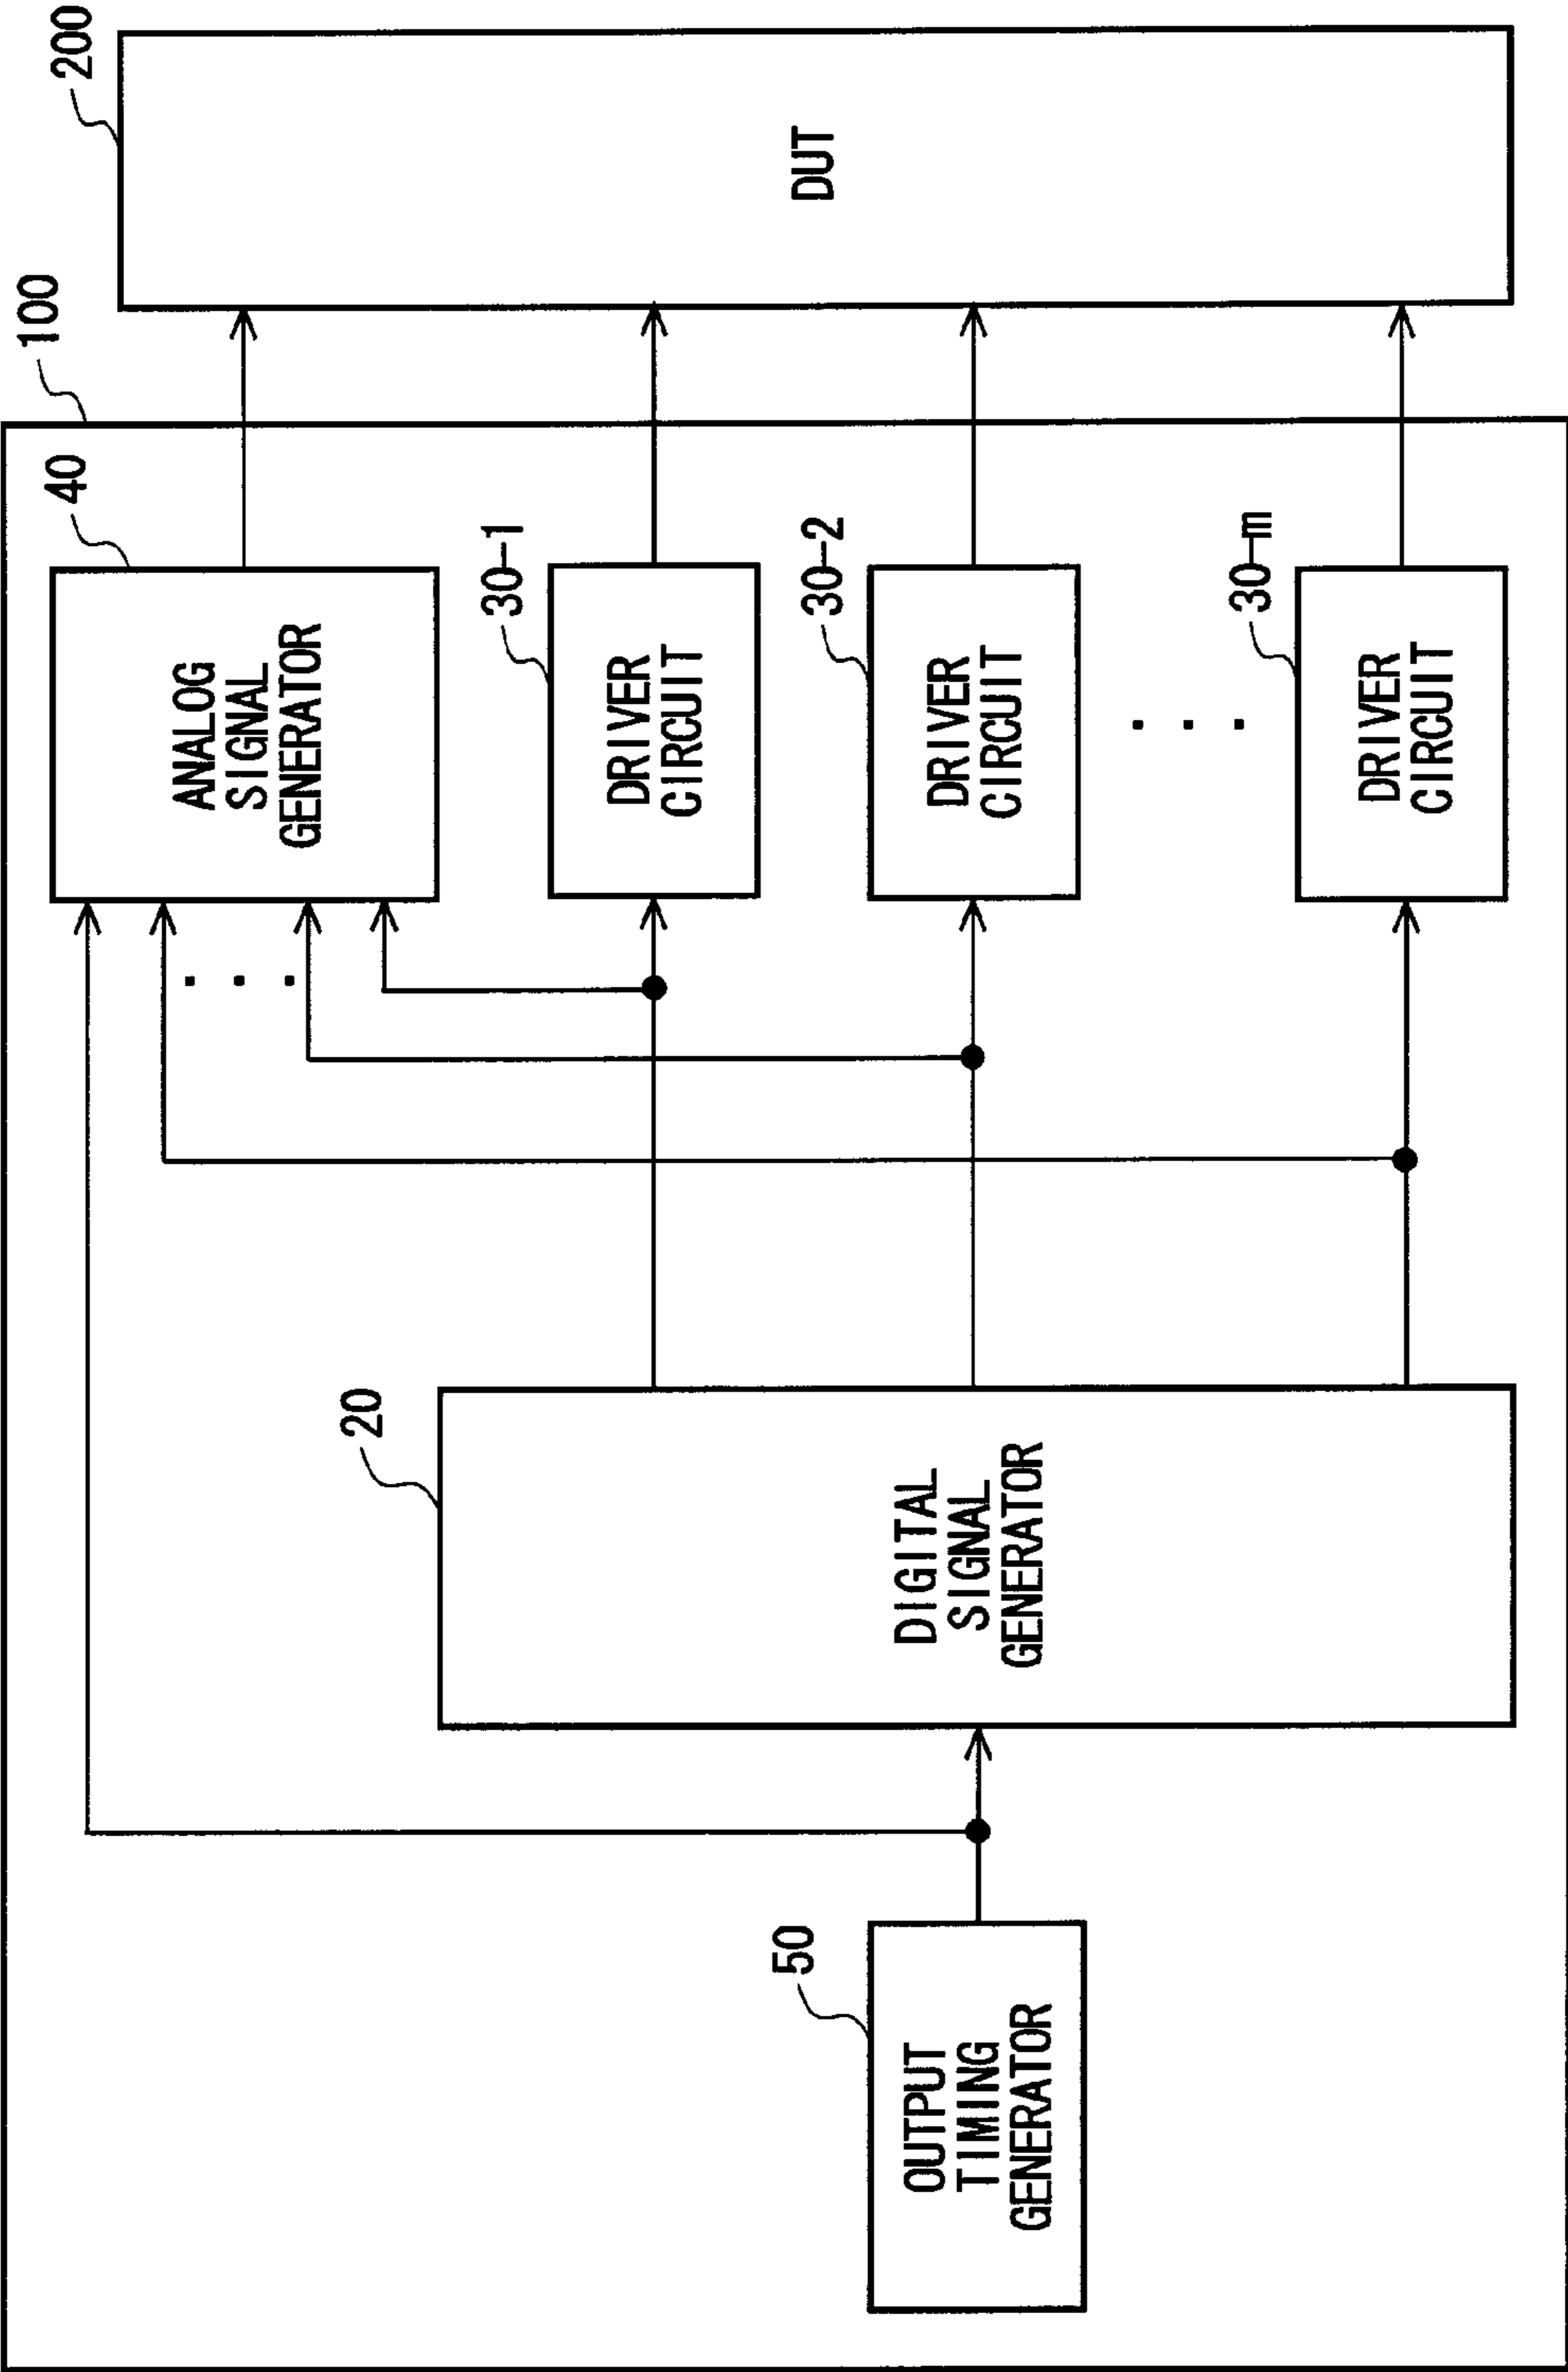 100
200
40
ANALOG
SIGNAL
GENERATOR
30-1
DRIVER
CIRCUIT
20
DIGITAL
SIGNAL
GENERATOR
DUT
50
OUTPUT
TIMING
GENERATOR
30-2
DRIVER
CIRCUIT
30-m
DRIVER
CIRCUIT